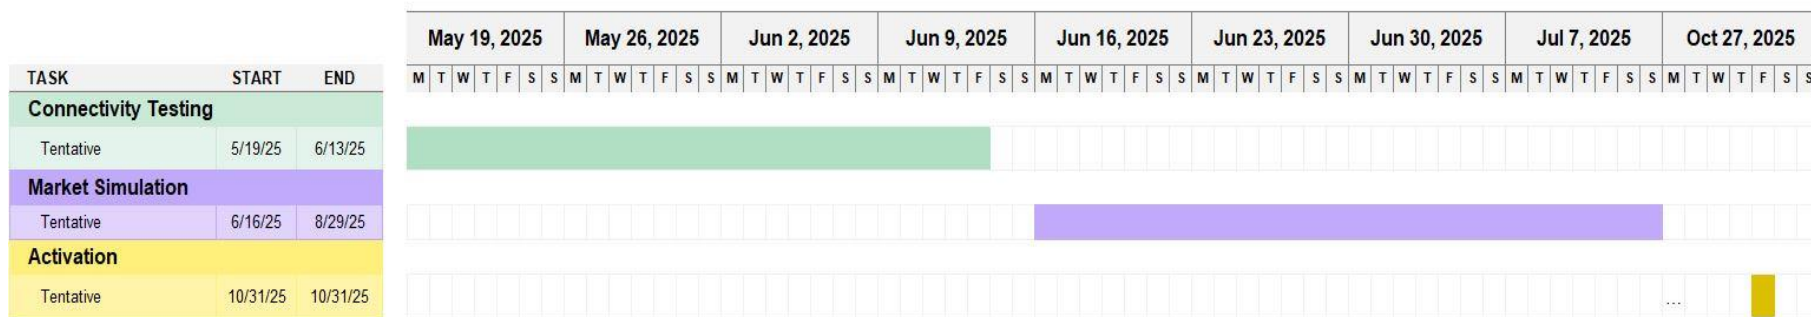 May 19, 2025 May 26, 2025 Jun 2, 2025 Jun 9, 2025 Jun 16, 2025 Jun 23, 2025 Jun 30, 2025 Jul 7, 2025 Oct 27, 2025
TASK START END M T W T F S S M T W T F S S M T W T F S S M T W T F S S M T W T F S S M T W T F S S M T W T F S S M T W T F S S M T W T F S S
Connectivity Testing
Tentative 5/19/25 6/13/25
Market Simulation
Tentative 6/16/25 8/29/25
Activation
Tentative 10/31/25 10/31/25 ...